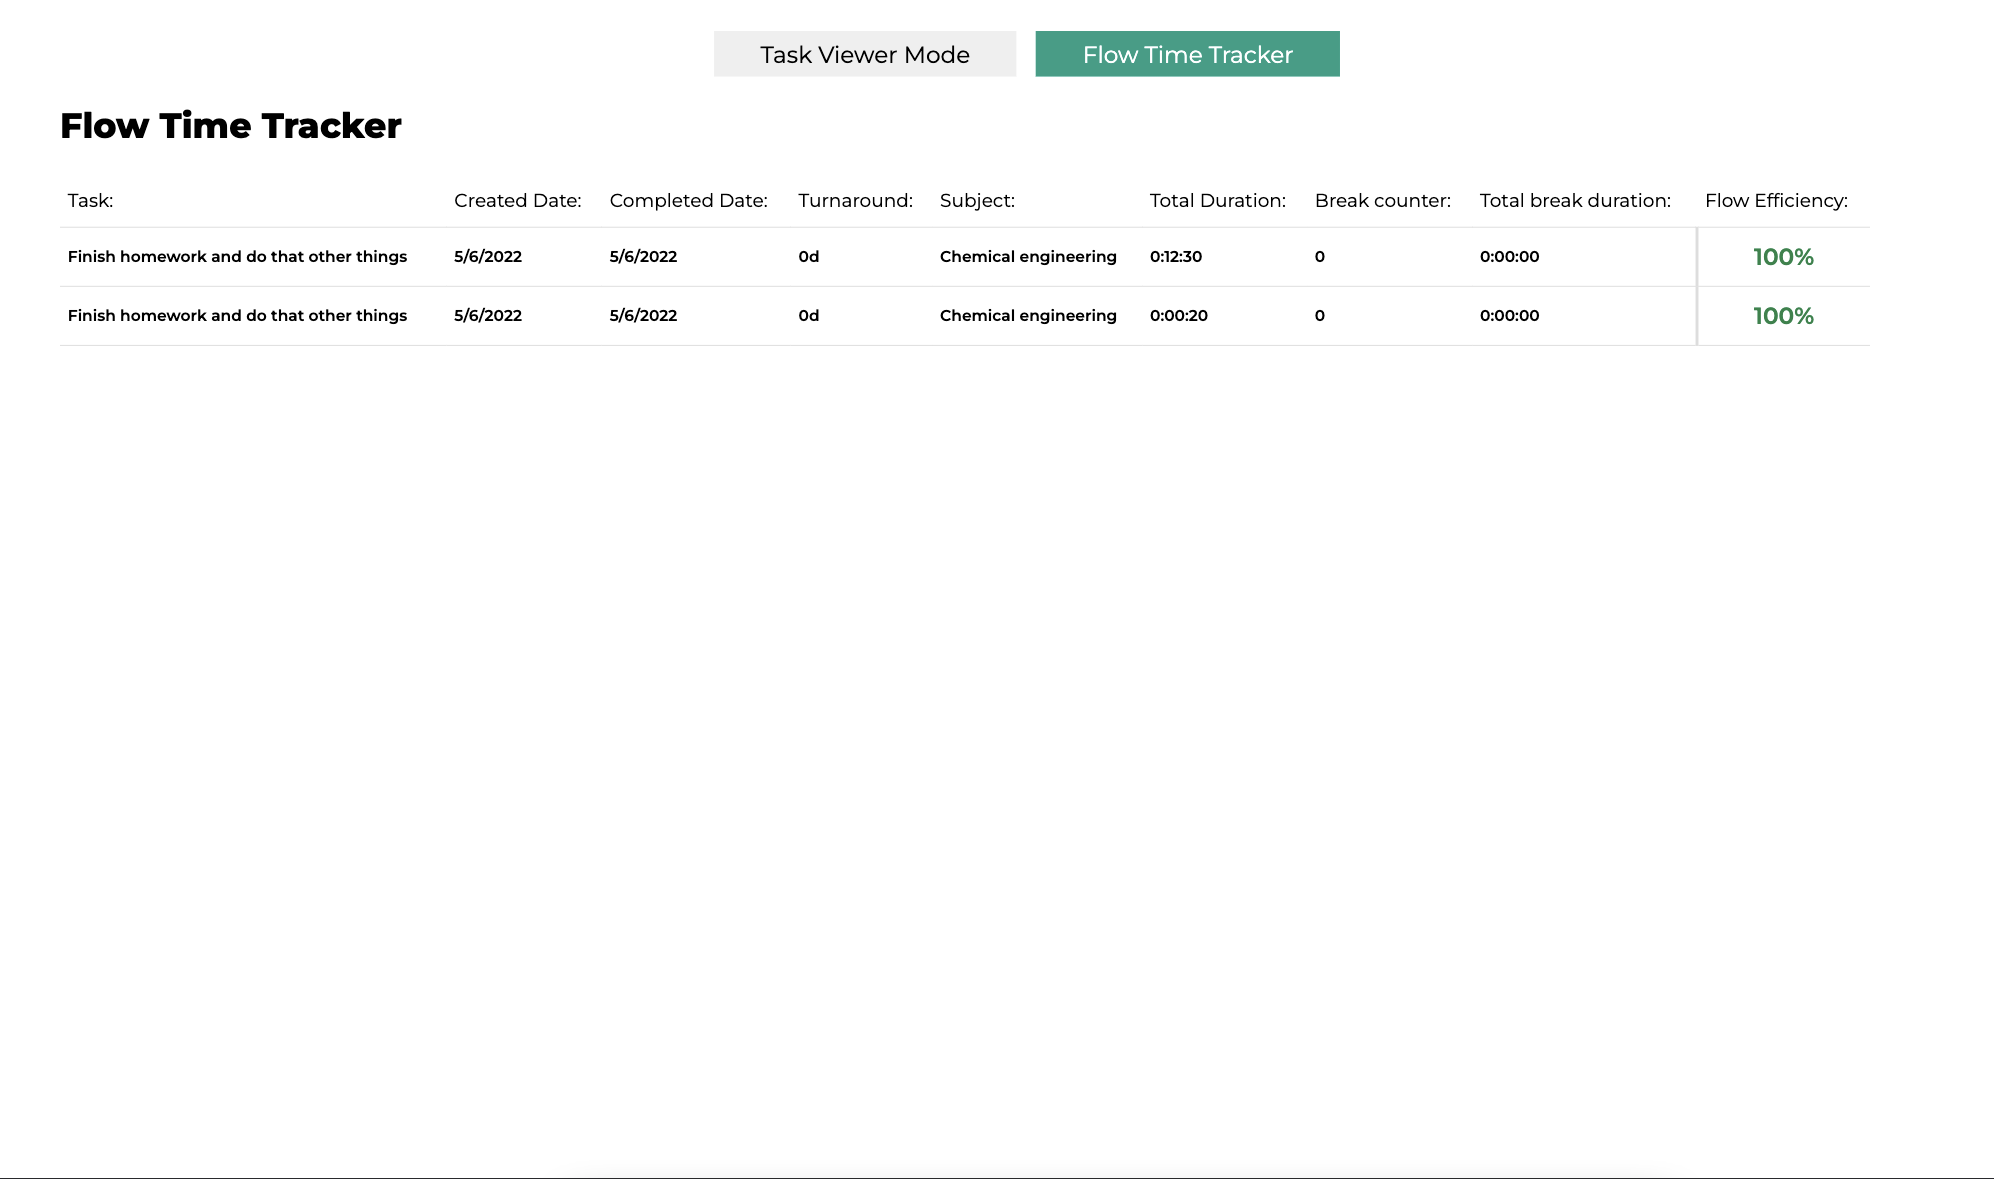 Task Viewer Mode Flow Time Tracker
Flow Time Tracker
Task: Created Date: Completed Date: Turnaround: Subject: Total Duration: Break counter: Total break duration: Flow Efficiency:
Finish homework and do that other things 5/6/2022 5/6/2022 0d Chemical engineering 0:12:30 0 0:00:00 100%
Finish homework and do that other things 5/6/2022 5/6/2022 0d Chemical engineering 0:00:20 0 0:00:00 100%